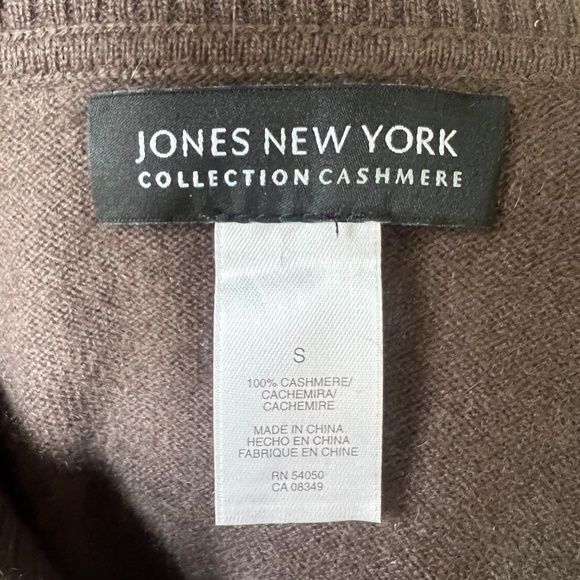 JONES NEW YORK
COLLECTION CASHMERE
S
100% CASHMERE/
CACHEMIRA/
CACHEMIRE
MADE IN CHINA
HECHO EN CHINA
FABRIQUE EN CHINE
RN 54050
CA 08349